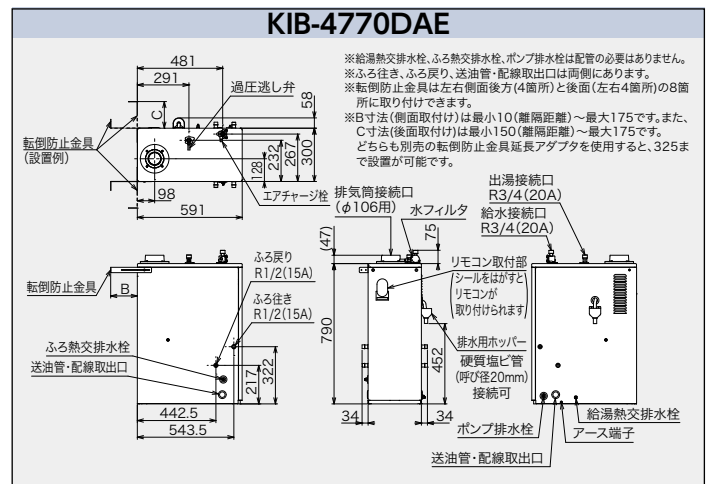 KIB-4770DAE
※給湯熱交排水栓、ふろ熱交排水栓、ポンプ排水栓は配管の必要はありません。
※ふろ往き、ふろ戻り、送油管・配線取出口は両側にあります。
※転倒防止金具は左右側面後方(4箇所)と後面(左右4箇所)の8箇
所に取り付けできます。
※B寸法(側面取付け)は最小10(離隔距離)～最大175です。また、
C寸法(後面取付け)は最小150(離隔距離)～最大175です。
どちらも別売の転倒防止金具延長アダプタを使用すると、325ま
で設置が可能です。
481
291
過圧逃し弁
58
C
転倒防止金具
(設置例)
128
232
267
300
98
エアチャージ栓
591
排気筒接続口
(φ106用)
水フィルタ
出湯接続口
R3/4(20A)
給水接続口
R3/4(20A)
(47)
75
ふろ戻り
R1/2(15A)
転倒防止金具
B
ふろ往き
R1/2(15A)
リモコン取付部
(シールをはがすと
リモコンが
取り付けられます)
790
排水用ホッパー
硬質塩ビ管
(呼び径20mm)
接続可
452
ふろ熱交排水栓
送油管・配線取出口
217
322
442.5
543.5
34
34
ポンプ排水栓
給湯熱交排水栓
アース端子
送油管・配線取出口